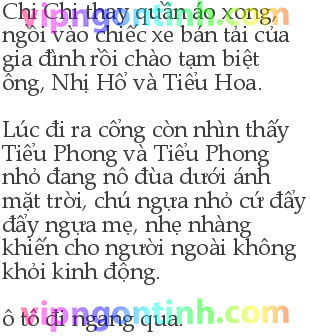 Chi Chi thay quần áo xong,
ngồi vào chiếc xe bán tải của
gia đình rồi chào tạm biệt
ông, Nhị Hổ và Tiểu Hoa.
Lúc đi ra cổng còn nhìn thấy
Tiểu Phong và Tiểu Phong
nhỏ đang nô đùa dưới ánh
mặt trời, chú ngựa nhỏ cứ đẩy
đẩy ngựa mẹ, nhẹ nhàng
khiến cho người ngoài không
khỏi kinh động.
ô tô đi ngang qua.
vipngontinh.com
vipngontinh.com